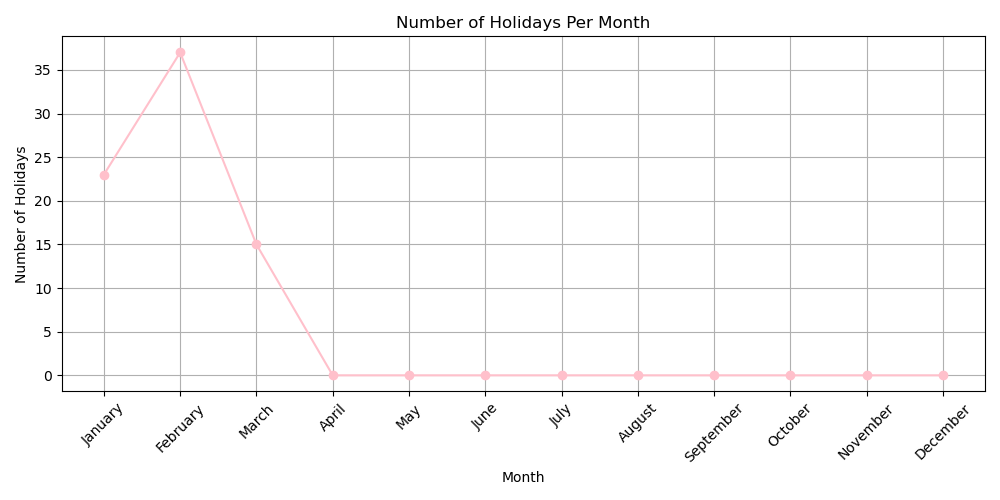 Number of Holidays Per Month
Number of Holidays
35
30
25
20
15
10
5
0
January
February
March
April
May
June
July
August
September
October
November
December
Month